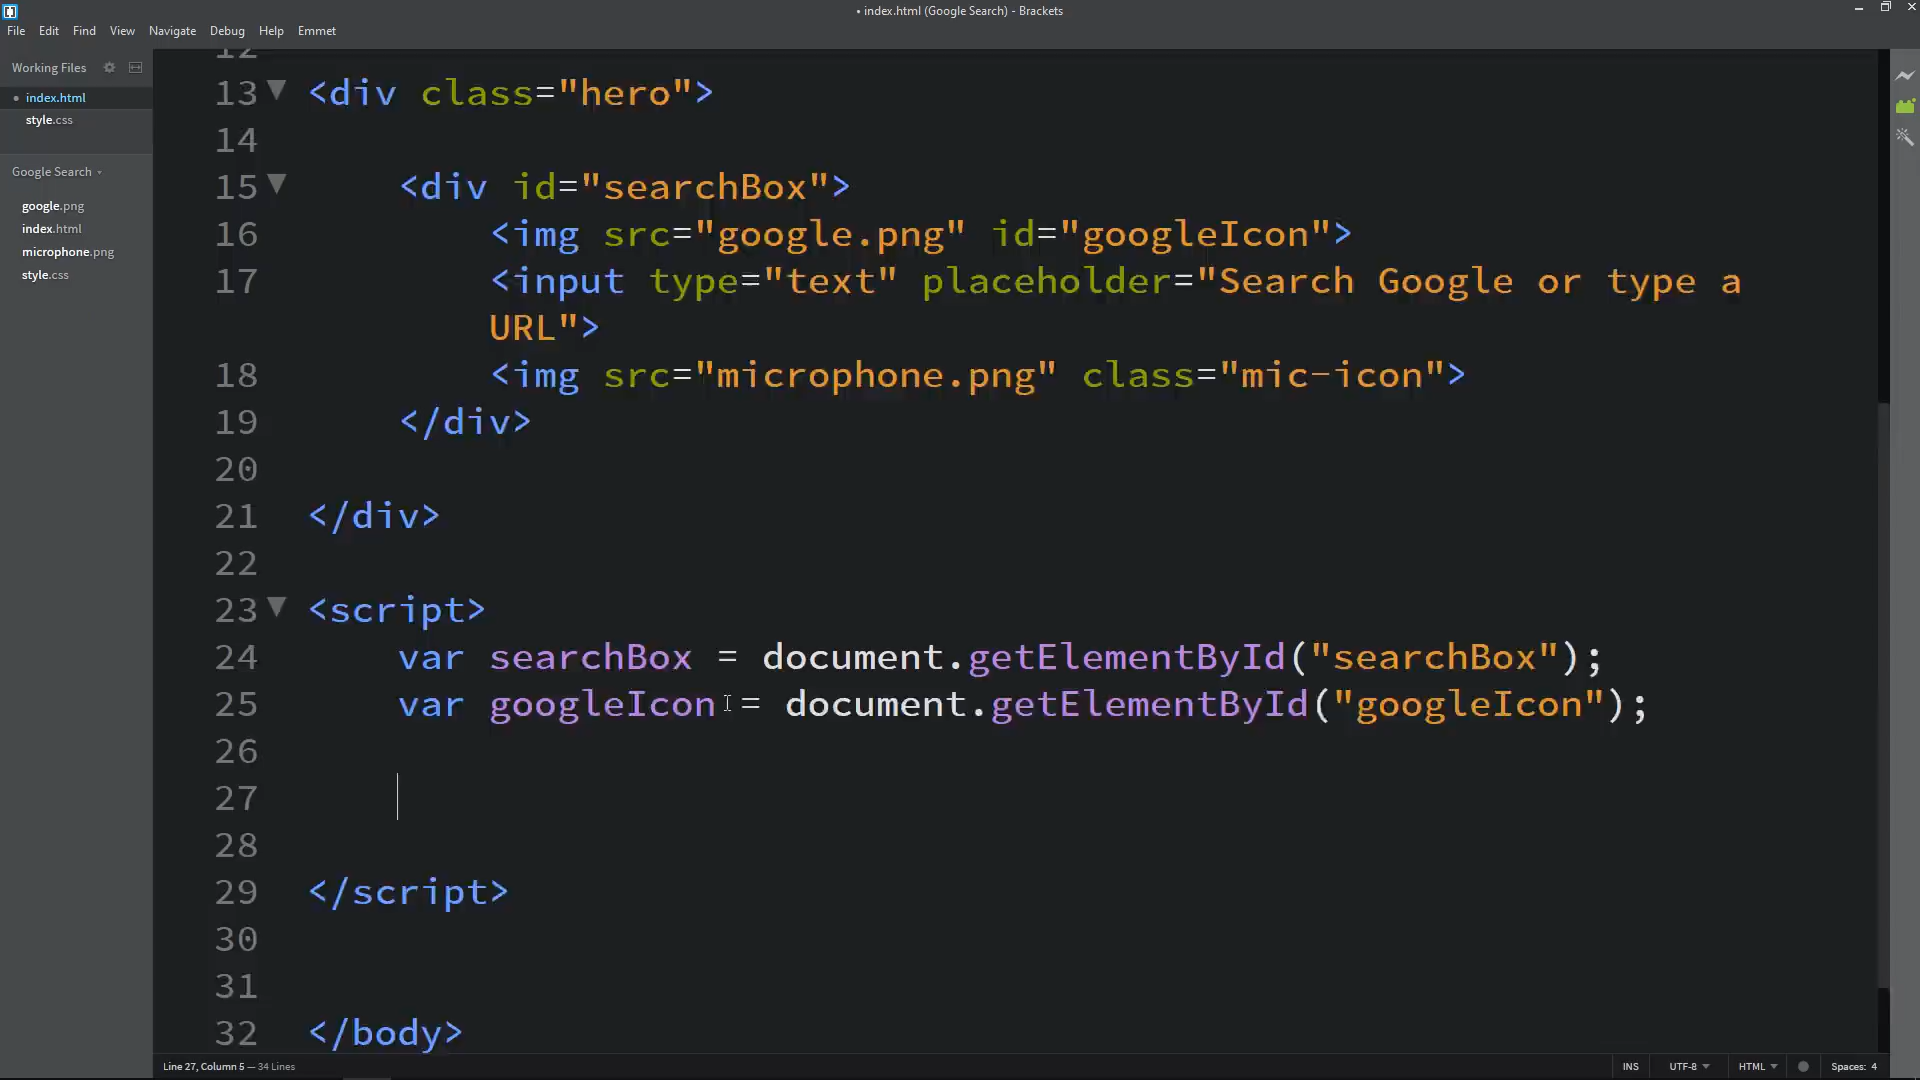 • index.html (Google Search) - Brackets
File Edit Find View Navigate Debug Help Emmet
Working Files
index.html
style.css
Google Search
google.png
index.html
microphone.png
style.css
12
13 <div class="hero">
14
15 <div id="searchBox">
16 <img src="google.png" id="googleIcon">
17 <input type="text" placeholder="Search Google or type a
URL">
18 <img src="microphone.png" class="mic-icon">
19 </div>
20
21 </div>
22
23 <script>
24 var searchBox = document.getElementById("searchBox");
25 var googleIcon = document.getElementById("googleIcon");
26
27
28
29 </script>
30
31
32 </body>
Line 27, Column 5 — 34 Lines
INS UTF-8 HTML Spaces: 4